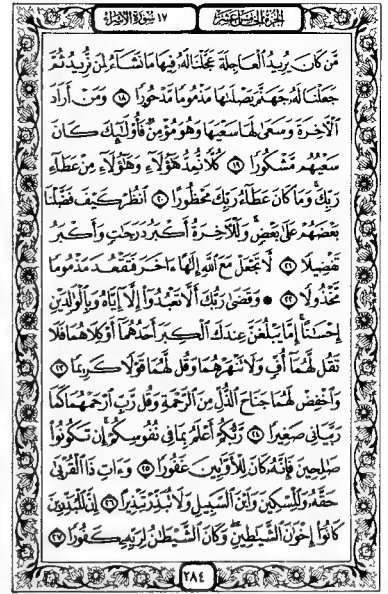 الجزء الخامس عشر
١٧ سورة الإسراء
مَّن كَانَ يُرِيدُ ٱلْعَاجِلَةَ عَجَّلْنَا لَهُۥ فِيهَا مَا نَشَآءُ لِمَن نُّرِيدُ ثُمَّ
جَعَلْنَا لَهُۥ جَهَنَّمَ يَصْلَىٰهَا مَذْمُومًا مَّدْحُورًا ١٨ وَمَنْ أَرَادَ
ٱلْأَخِرَةَ وَسَعَىٰ لَهَا سَعْيَهَا وَهُوَ مُؤْمِنٌ فَأُو۟لَـٰٓئِكَ كَانَ
سَعْيُهُم مَّشْكُورًا ١٩ كُلًّا نُّمِدُّ هَـٰٓؤُلَآءِ وَهَـٰٓؤُلَآءِ مِنْ عَطَآءِ
رَبِّكَ ۚ وَمَا كَانَ عَطَآءُ رَبِّكَ مَحْظُورًا ٢٠ ٱنظُرْ كَيْفَ فَضَّلْنَا
بَعْضَهُمْ عَلَىٰ بَعْضٍ ۚ وَلَلْأَخِرَةُ أَكْبَرُ دَرَجَـٰتٍ وَأَكْبَرُ
تَفْضِيلًا ٢١ لَّا تَجْعَلْ مَعَ ٱللَّهِ إِلَـٰهًا ءَاخَرَ فَتَقْعُدَ مَذْمُومًا
مَّخْذُولًا ٢٢ ۞ وَقَضَىٰ رَبُّكَ أَلَّا تَعْبُدُوٓا۟ إِلَّآ إِيَّاهُ وَبِٱلْوَٰلِدَيْنِ
إِحْسَـٰنًا ۚ إِمَّا يَبْلُغَنَّ عِندَكَ ٱلْكِبَرَ أَحَدُهُمَآ أَوْ كِلَاهُمَا فَلَا
تَقُل لَّهُمَآ أُفٍّ وَلَا تَنْهَرْهُمَا وَقُل لَّهُمَا قَوْلًا كَرِيمًا ٢٣
وَٱخْفِضْ لَهُمَا جَنَاحَ ٱلذُّلِّ مِنَ ٱلرَّحْمَةِ وَقُل رَّبِّ ٱرْحَمْهُمَا كَمَا
رَبَّيَانِى صَغِيرًا ٢٤ رَّبُّكُمْ أَعْلَمُ بِمَا فِى نُفُوسِكُمْ ۚ إِن تَكُونُوا۟
صَـٰلِحِينَ فَإِنَّهُۥ كَانَ لِلْأَوَّٰبِينَ غَفُورًا ٢٥ وَءَاتِ ذَا ٱلْقُرْبَىٰ
حَقَّهُۥ وَٱلْمِسْكِينَ وَٱبْنَ ٱلسَّبِيلِ وَلَا تُبَذِّرْ تَبْذِيرًا ٢٦ إِنَّ ٱلْمُبَذِّرِينَ
كَانُوٓا۟ إِخْوَٰنَ ٱلشَّيَـٰطِينِ ۖ وَكَانَ ٱلشَّيْطَـٰنُ لِرَبِّهِۦ كَفُورًا ٢٧
٢٨٤